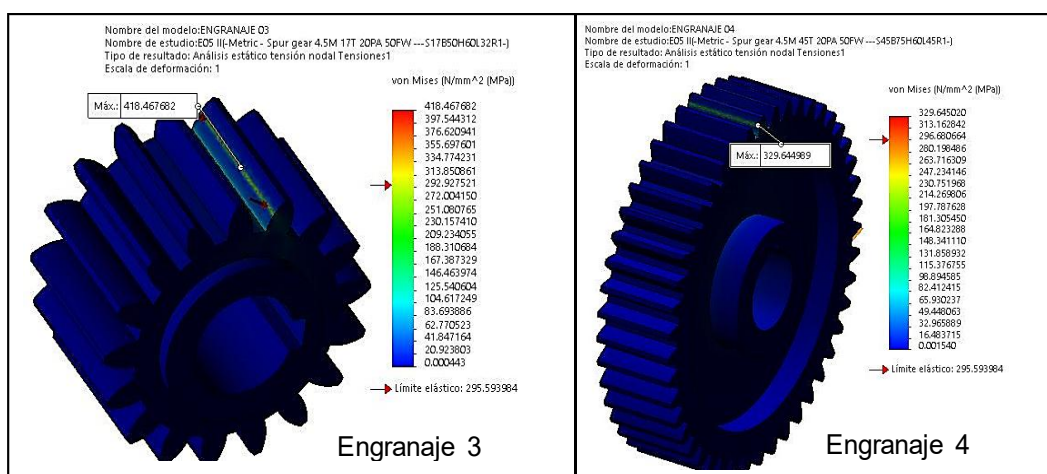 Nombre del modelo:ENGRANAJE 03
Nombre de estudio:E05 II(-Metric - Spur gear 4.5M 17T 20PA 50FW ---S17B50H60L32R1-)
Tipo de resultado: Análisis estático tensión nodal Tensiones1
Escala de deformación: 1
von Mises (N/mm^2 (MPa))
Máx.: 418.467682
418.467682
397.544312
376.620941
355.697601
334.774231
313.850861
292.927521
272.004150
251.080765
230.157410
209.234055
188.310684
167.387329
146.463974
125.540604
104.617249
83.693886
62.770523
41.847164
20.923803
0.000443
Límite elástico: 295.593984
Engranaje 3
Nombre del modelo:ENGRANAJE 04
Nombre de estudio:E05 II(-Metric - Spur gear 4.5M 45T 20PA 50FW ---S45B75H60L45R1-)
Tipo de resultado: Análisis estático tensión nodal Tensiones1
Escala de deformación: 1
von Mises (N/mm^2 (MPa))
Máx.: 329.644989
329.645020
313.162842
296.680664
280.198486
263.716309
247.234146
230.751968
214.269806
197.787628
181.305450
164.823288
148.341110
131.858932
115.376755
98.894585
82.412415
65.930237
49.448063
32.965889
16.483715
0.001540
Límite elástico: 295.593984
Engranaje 4